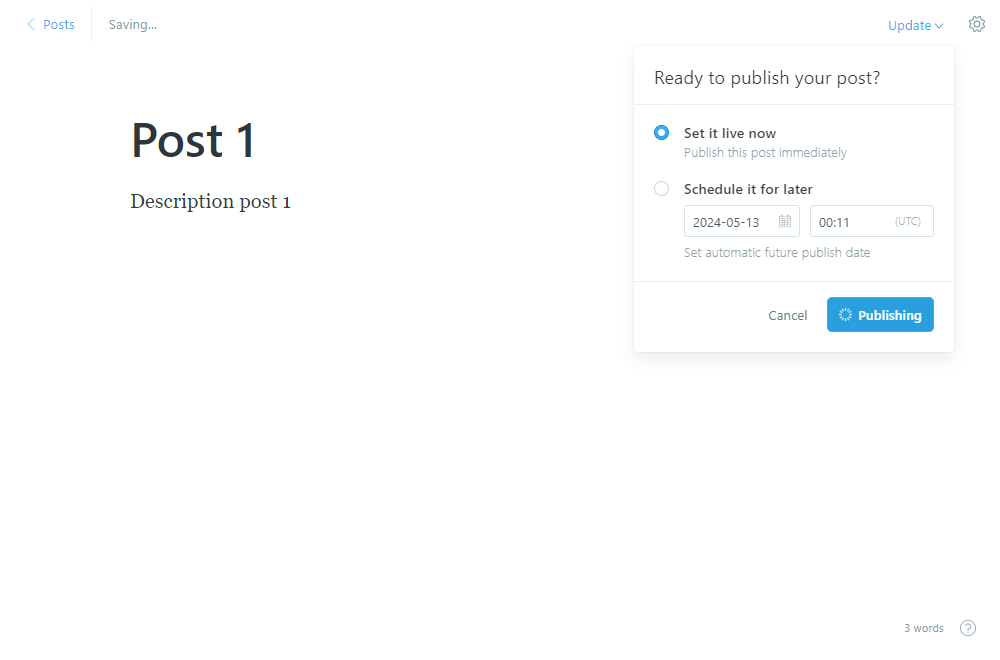 Posts
Saving...
Update
Ready to publish your post?
Post 1
Description post 1
Set it live now
Publish this post immediately
Schedule it for later
2024-05-13
00:11 (UTC)
Set automatic future publish date
Cancel
Publishing
3 words
?